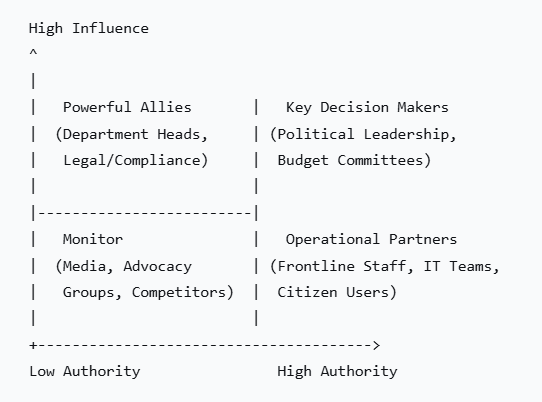 High Influence
^
|
|   Powerful Allies       |   Key Decision Makers
|  (Department Heads,     | (Political Leadership,
|   Legal/Compliance)     |  Budget Committees)
|                         |
|-------------------------|
|   Monitor               |   Operational Partners
|  (Media, Advocacy       | (Frontline Staff, IT Teams,
|   Groups, Competitors)  |  Citizen Users)
|                         |
+--------------------------------------->
Low Authority                High Authority